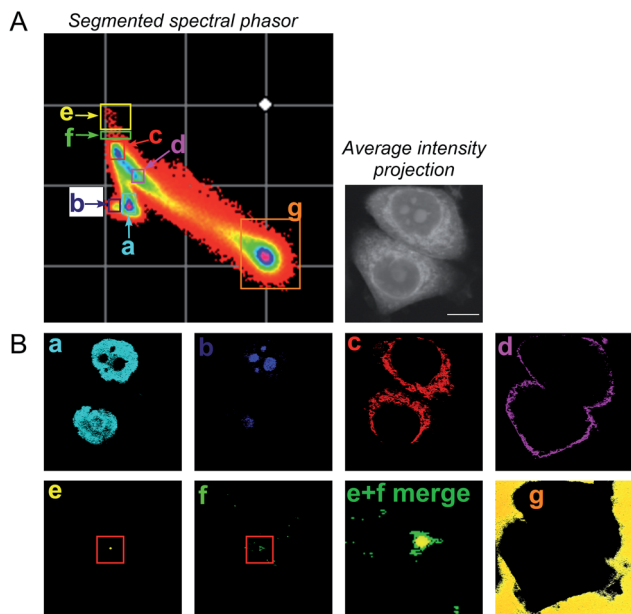 A
Segmented spectral phasor
e
f
c
d
b
a
g
Average intensity
projection
B
a
b
c
d
e
f
e+f merge
g